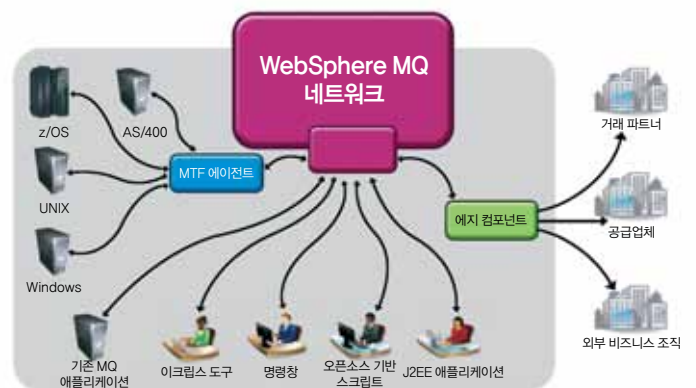 WebSphere MQ
네트워크
z/OS
AS/400
MTF 에이전트
UNIX
Windows
에지 컴포넌트
거래 파트너
공급업체
외부 비즈니스 조직
기존 MQ
애플리케이션
이크립스 도구
명령창
오픈소스 기반
스크립트
J2EE 애플리케이션